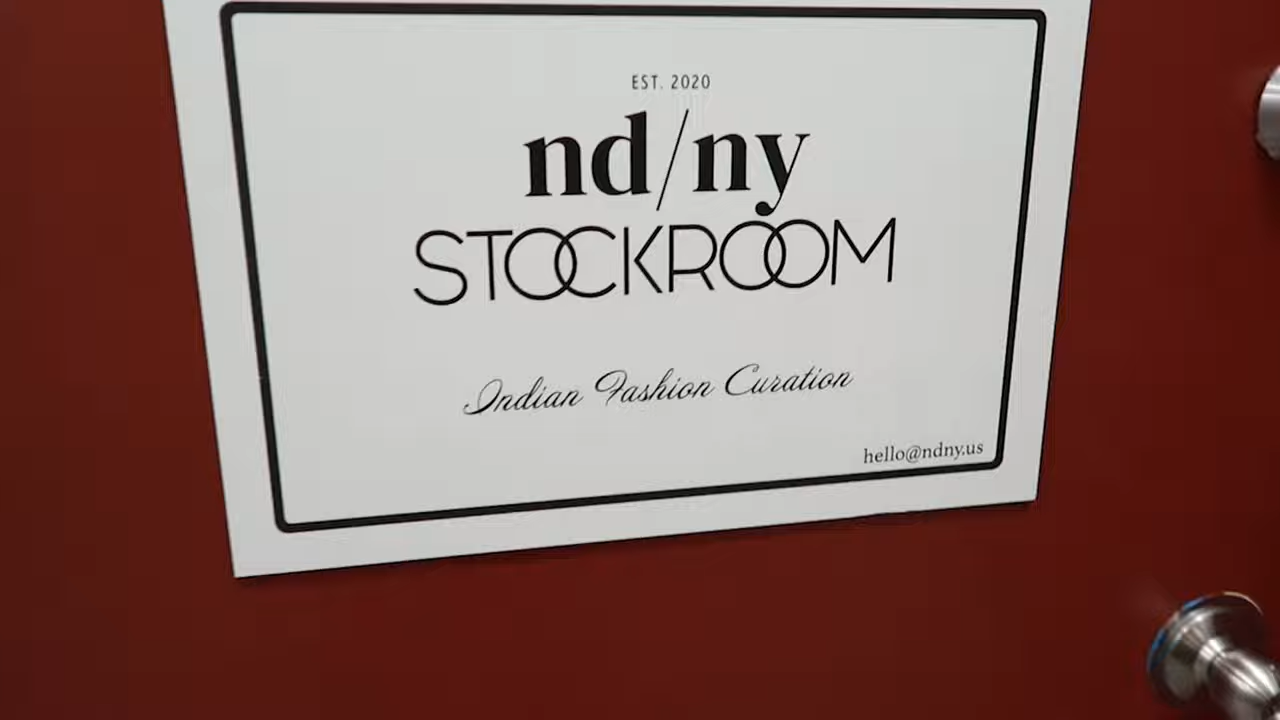 EST. 2020
nd/ny
STOCKROOM
Indian Fashion Curation
hello@ndny.us